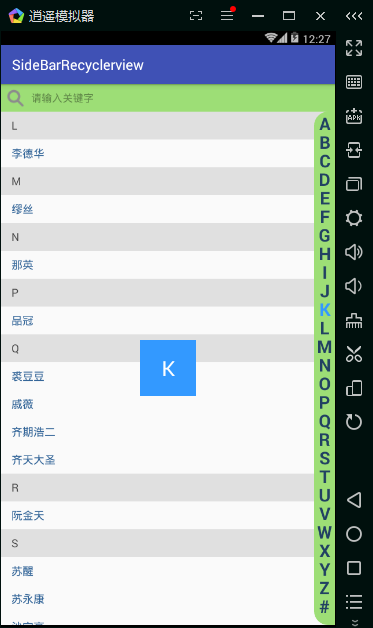 逍遥模拟器
12:27
SideBarRecyclerview
请输入关键字
L
李德华
M
缪丝
N
那英
P
品冠
Q
裘豆豆
戚薇
齐期浩二
齐天大圣
R
阮金天
S
苏醒
苏永康
K
A
B
C
D
E
F
G
H
I
J
K
L
M
N
O
P
Q
R
S
T
U
V
W
X
Y
Z
#
APK